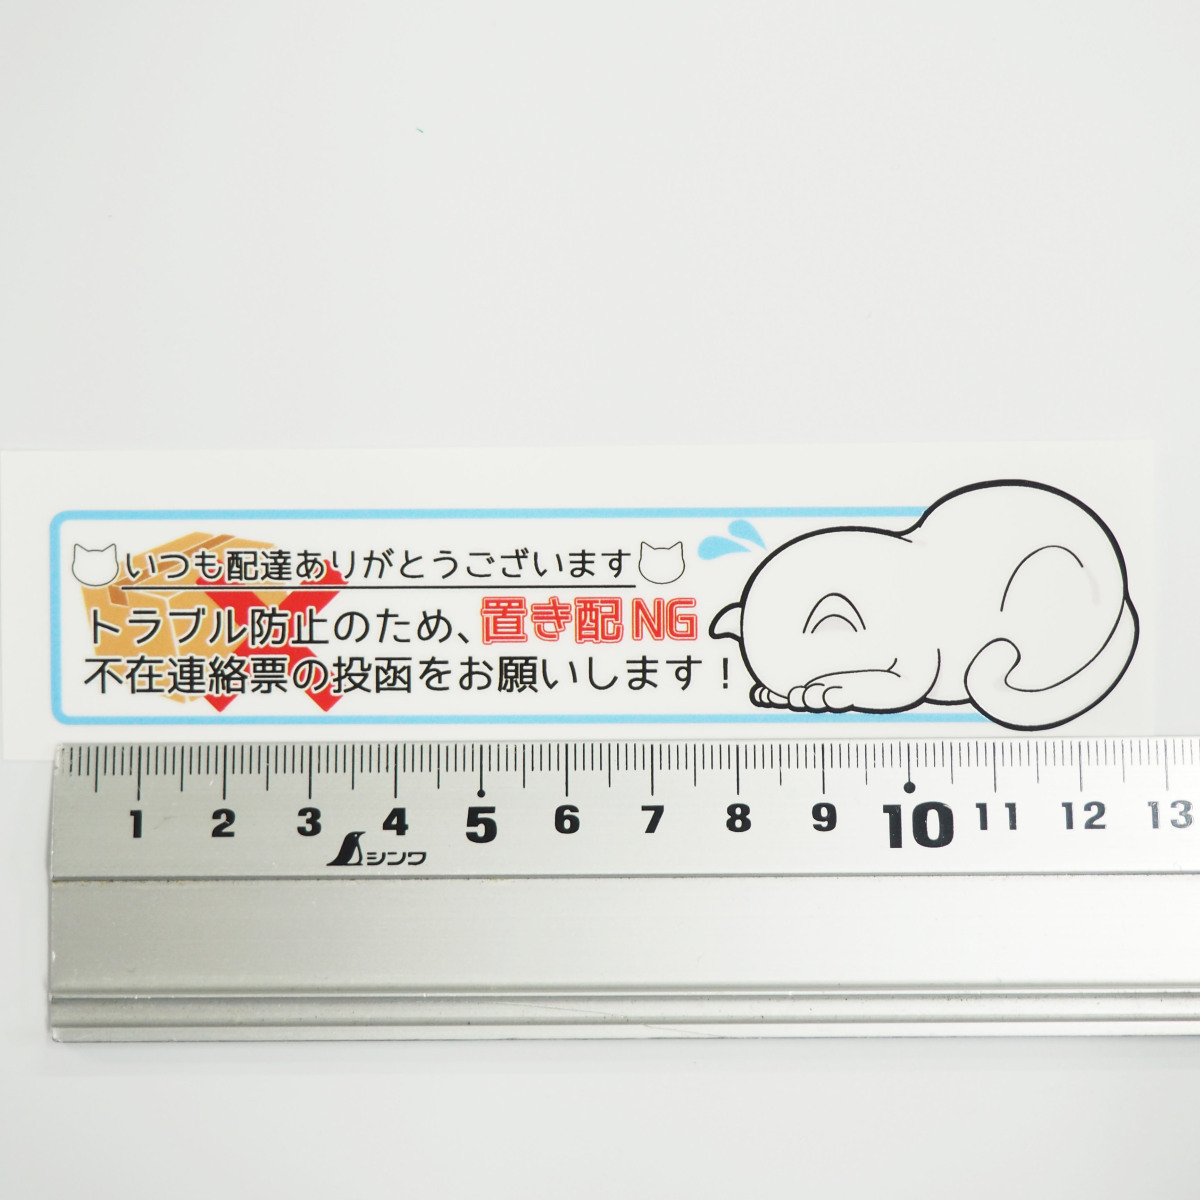 いつも配達ありがとうございます
トラブル防止のため、置き配NG
不在連絡票の投函をお願いします！
1 2 3 4 5 6 7 8 9 10 11 12 13
シンワ